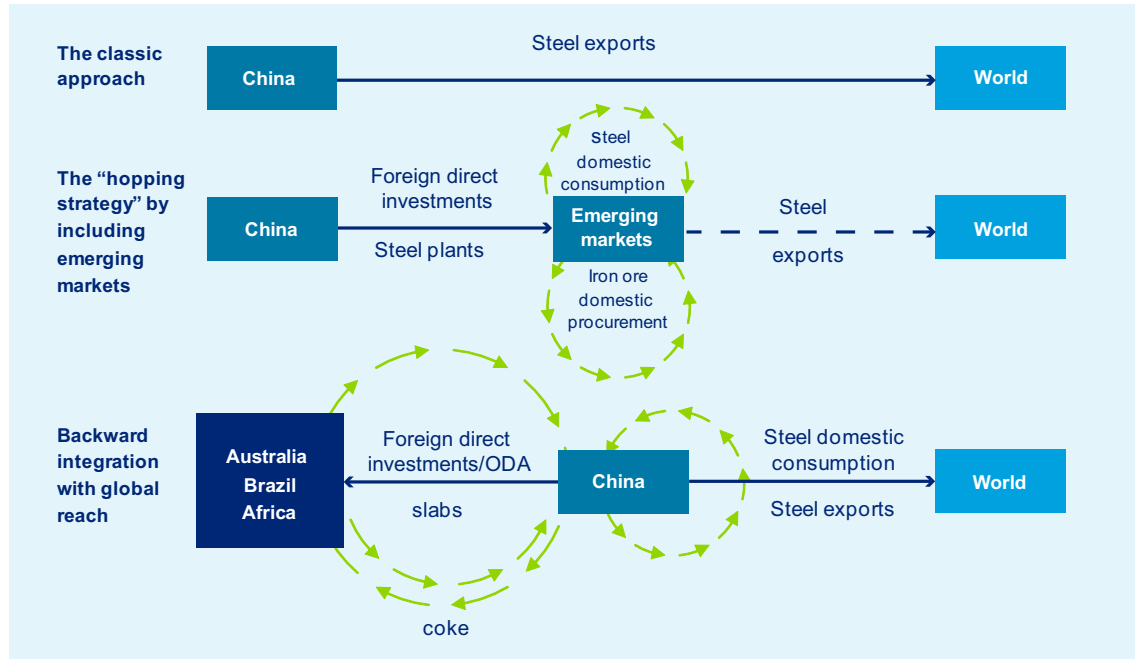 The classic
approach
China
Steel exports
World
The “hopping
strategy” by
including
emerging
markets
China
Foreign direct
investments
Steel plants
Steel
domestic
consumption
Emerging
markets
Iron ore
domestic
procurement
Steel
exports
World
Backward
integration
with global
reach
Australia
Brazil
Africa
Foreign direct
investments/ODA
slabs
coke
China
Steel domestic
consumption
Steel exports
World